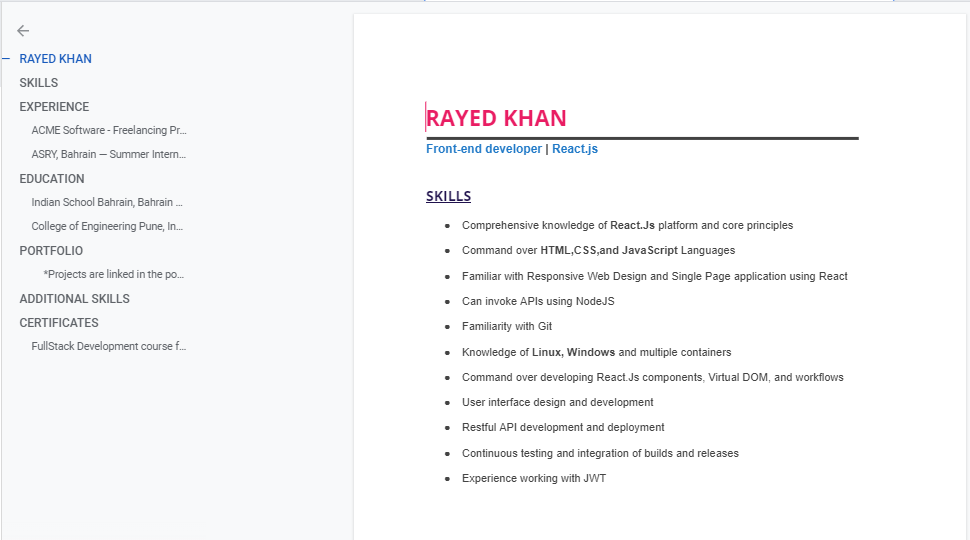 RAYED KHAN
SKILLS
EXPERIENCE
ACME Software - Freelancing Pr...
ASRY, Bahrain — Summer Intern...
EDUCATION
Indian School Bahrain, Bahrain ...
College of Engineering Pune, In...
PORTFOLIO
*Projects are linked in the po...
ADDITIONAL SKILLS
CERTIFICATES
FullStack Development course f...
RAYED KHAN
Front-end developer | React.js
SKILLS
● Comprehensive knowledge of React.Js platform and core principles
● Command over HTML,CSS,and JavaScript Languages
● Familiar with Responsive Web Design and Single Page application using React
● Can invoke APIs using NodeJS
● Familiarity with Git
● Knowledge of Linux, Windows and multiple containers
● Command over developing React.Js components, Virtual DOM, and workflows
● User interface design and development
● Restful API development and deployment
● Continuous testing and integration of builds and releases
● Experience working with JWT